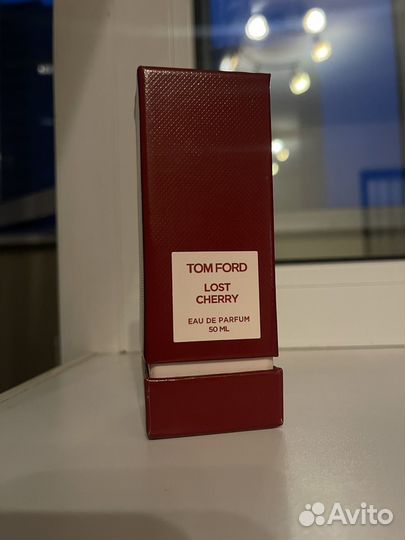 TOM FORD
LOST
CHERRY
EAU DE PARFUM
50 ML
Avito